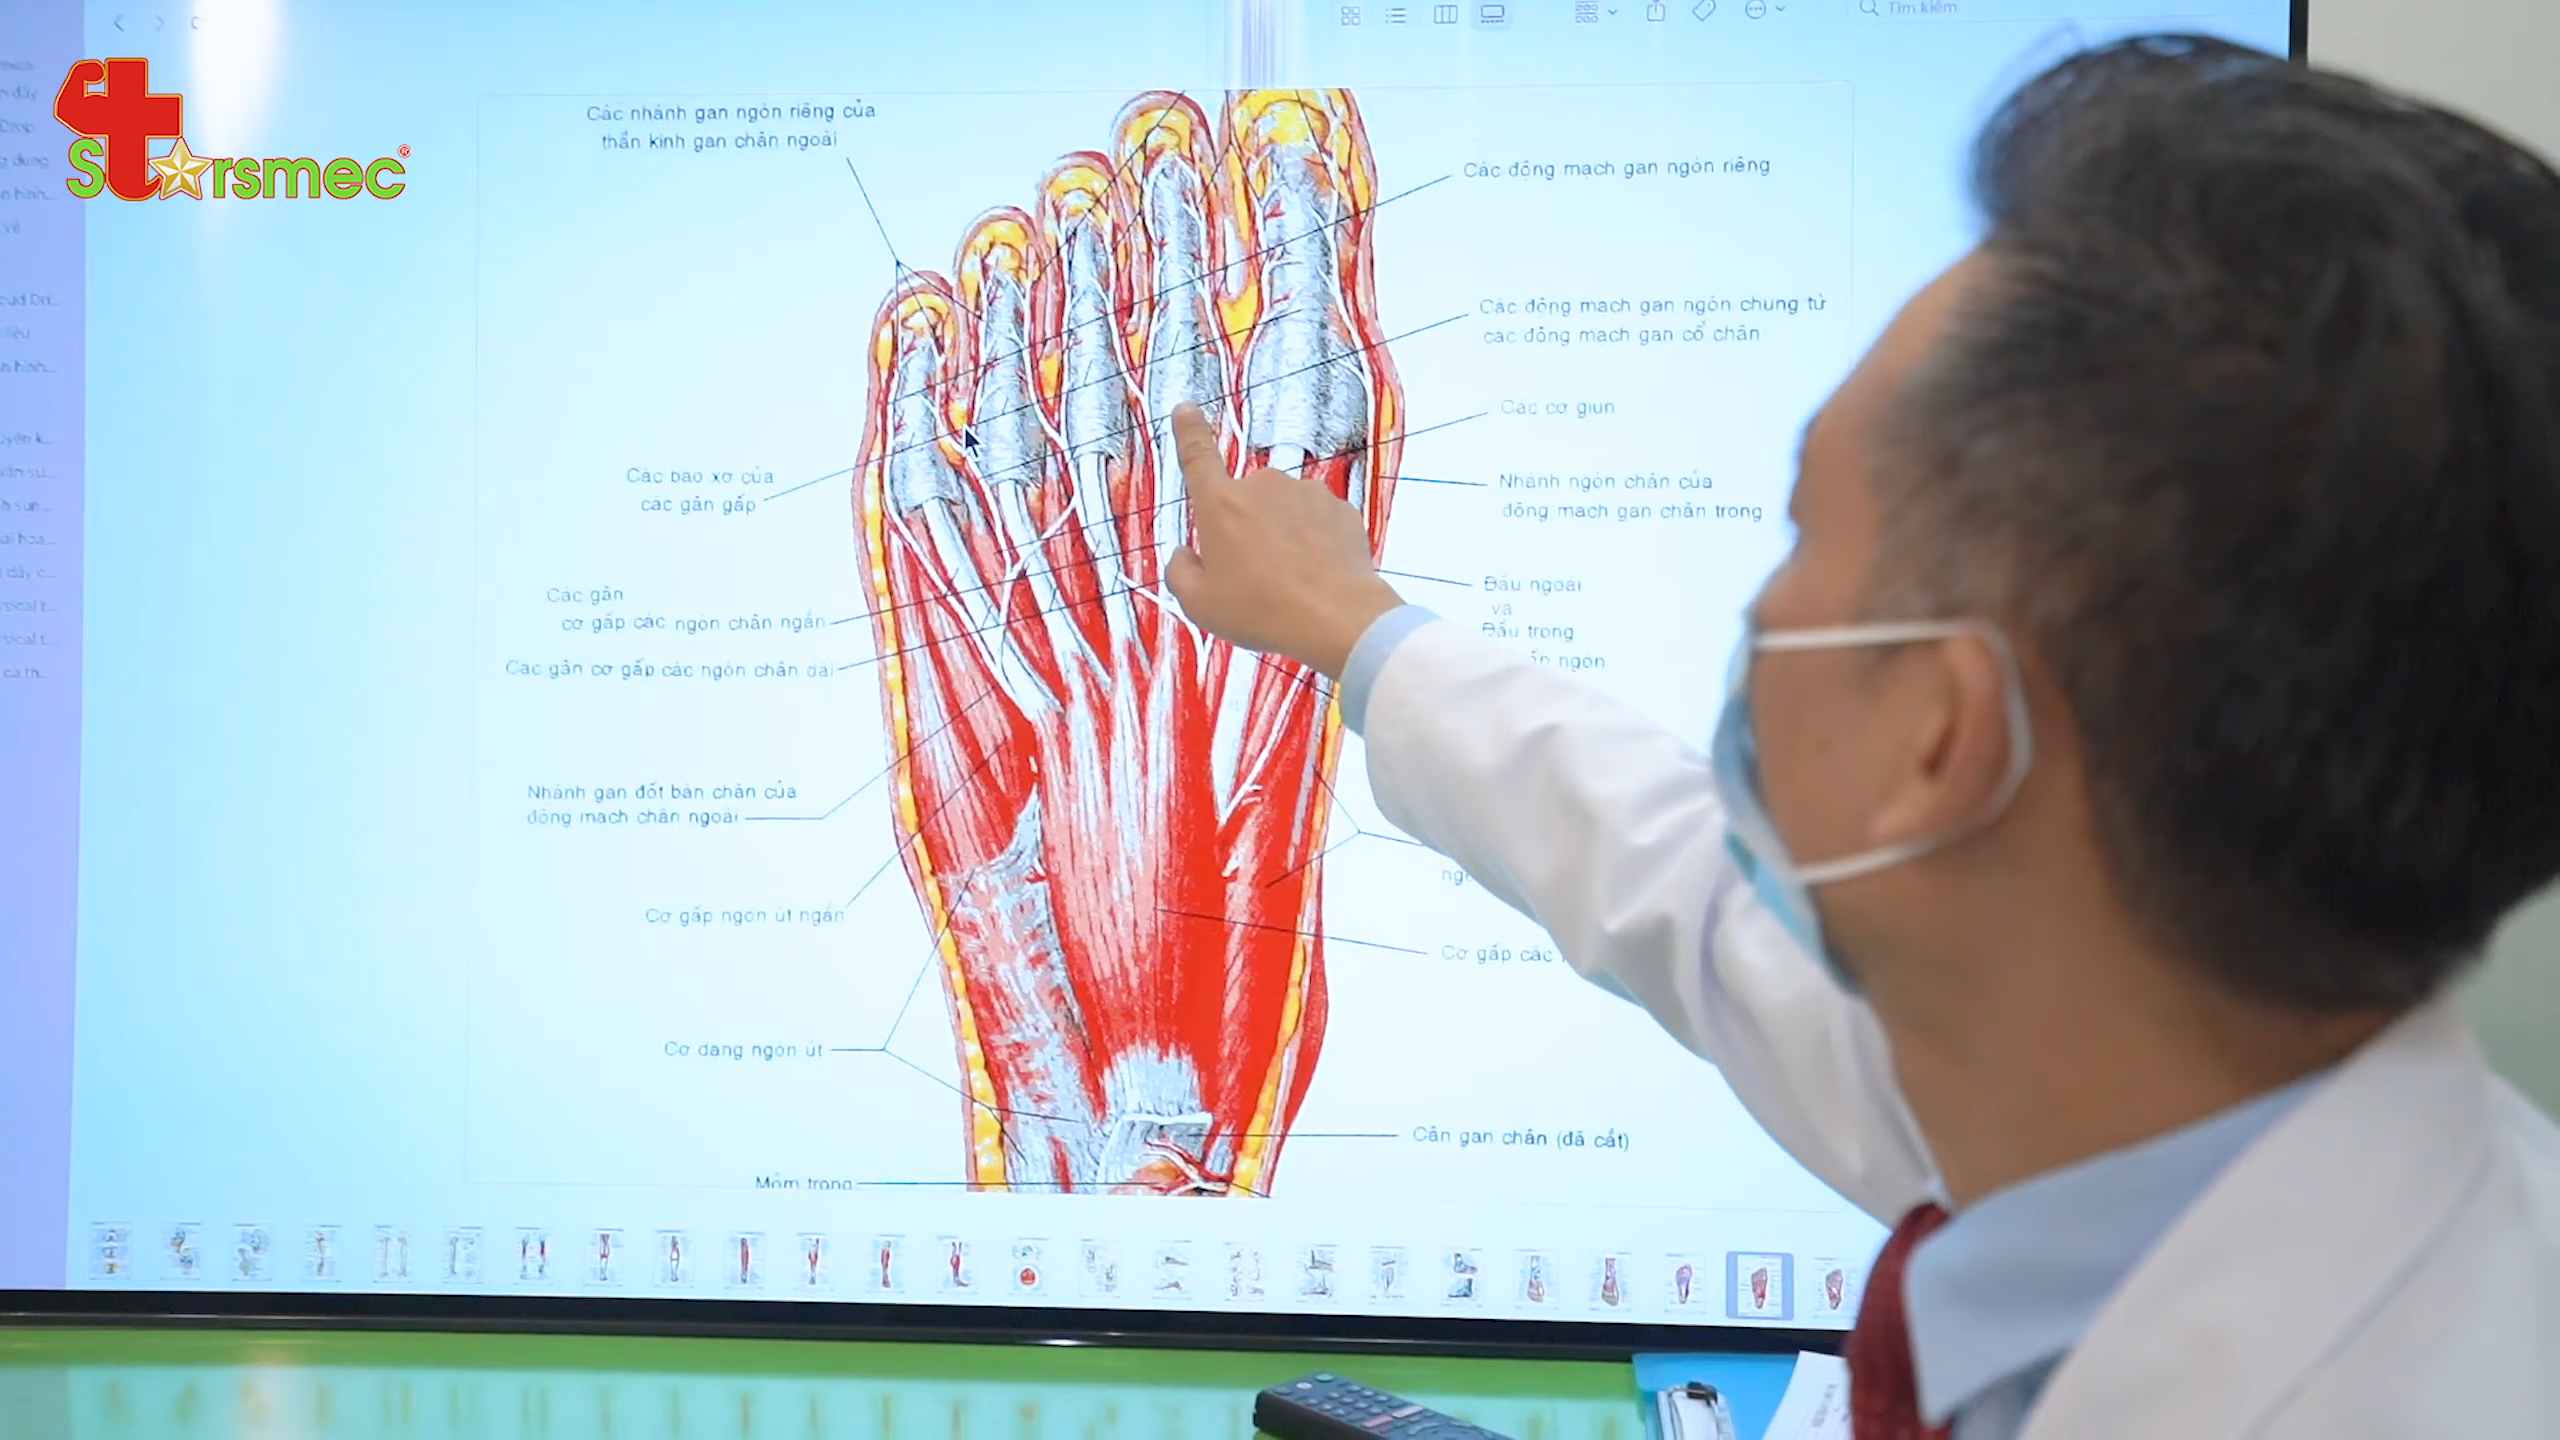 Tìm kiếm
Starsmec®
Các nhánh gan ngón riêng của
thần kinh gan chân ngoài
Các động mạch gan ngón riêng
Các động mạch gan ngón chung từ
các động mạch gan cổ chân
Các cơ giun
Các bao xơ của
các gân gấp
Nhánh ngón chân của
động mạch gan chân trong
Các gân
cơ gấp các ngón chân ngắn
Các gân cơ gấp các ngón chân dài
Đầu ngoài
và
Đầu trong
ngón
Nhánh gan đốt bàn chân của
động mạch chân ngoài
Cơ gấp ngón út ngắn
Cơ gấp các
Cơ dạng ngón út
Cân gan chân (đã cắt)
Mỏm trong